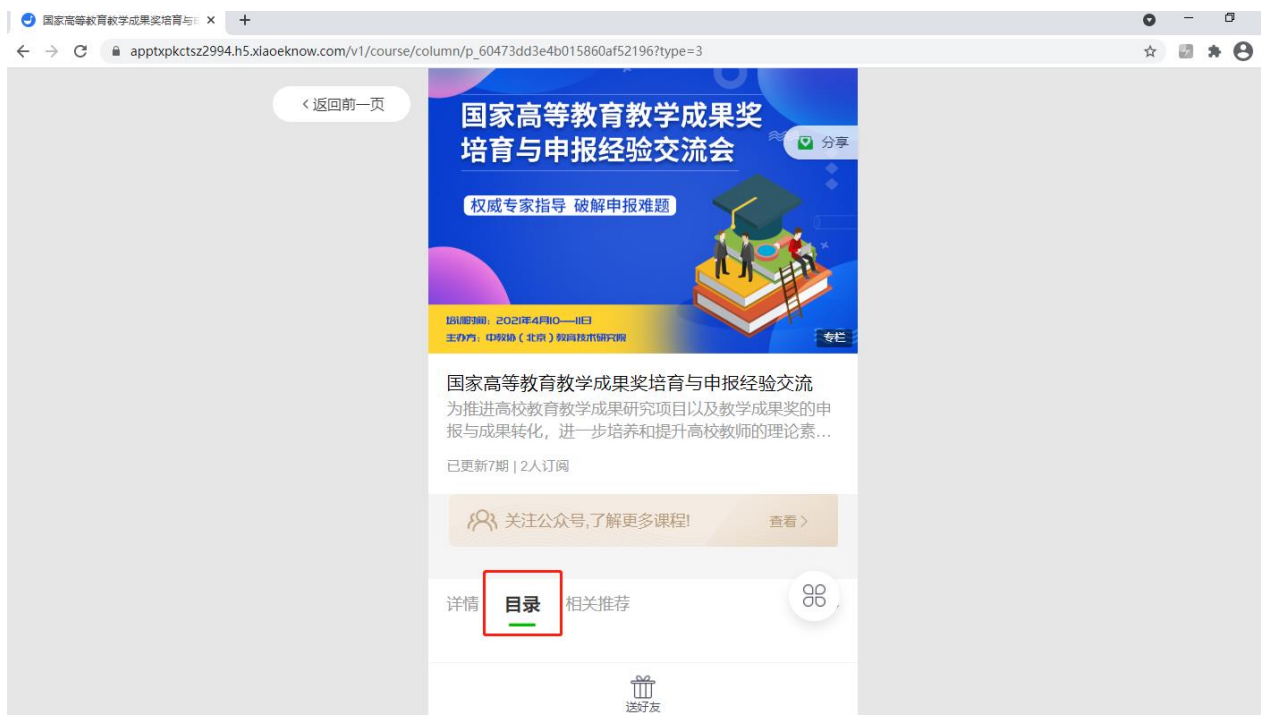 国家高等教育教学成果奖培育与
apptxpkctsz2994.h5.xiaoeknow.com/v1/course/column/p_60473dd3e4b015860af52196?type=3
返回前一页
国家高等教育教学成果奖
培育与申报经验交流会
分享
权威专家指导 破解申报难题
培训时间：2021年4月10——11日
主办方：中教协（北京）教育技术研究院
专栏
国家高等教育教学成果奖培育与申报经验交流
为推进高校教育教学成果研究项目以及教学成果奖的申
报与成果转化，进一步培养和提升高校教师的理论素…
已更新7期 | 2人订阅
关注公众号,了解更多课程! 查看
详情 目录 相关推荐
送好友